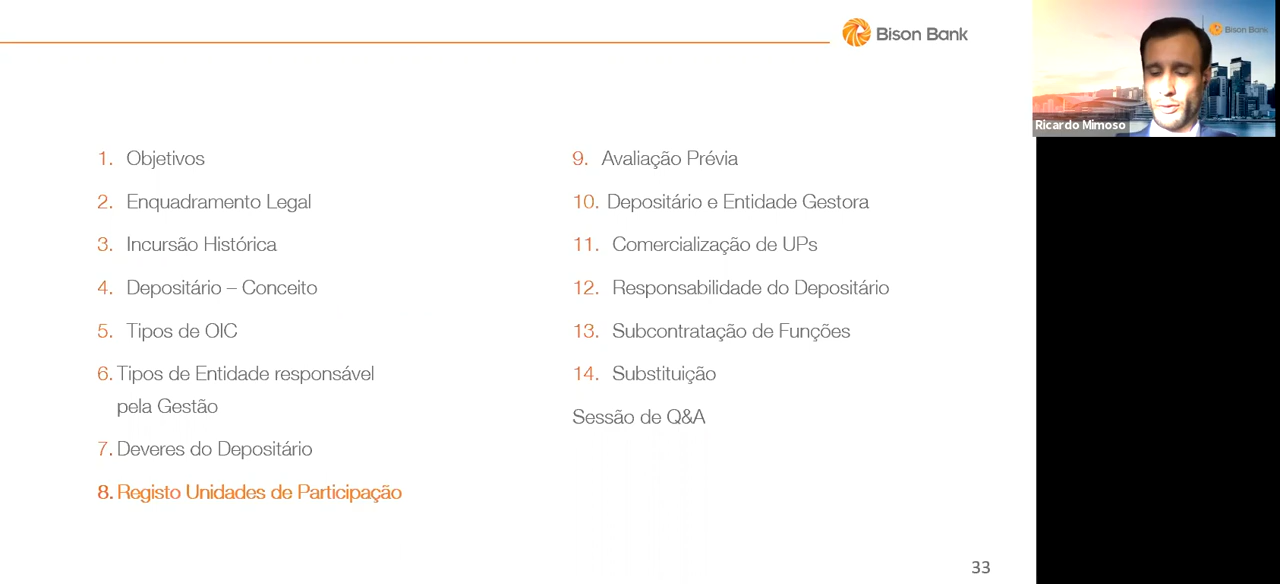 Bison Bank
Bison Bank
Ricardo Mimoso
1. Objetivos
2. Enquadramento Legal
3. Incursão Histórica
4. Depositário – Conceito
5. Tipos de OIC
6. Tipos de Entidade responsável
pela Gestão
7. Deveres do Depositário
8. Registo Unidades de Participação
9. Avaliação Prévia
10. Depositário e Entidade Gestora
11. Comercialização de UPs
12. Responsabilidade do Depositário
13. Subcontratação de Funções
14. Substituição
Sessão de Q&A
33